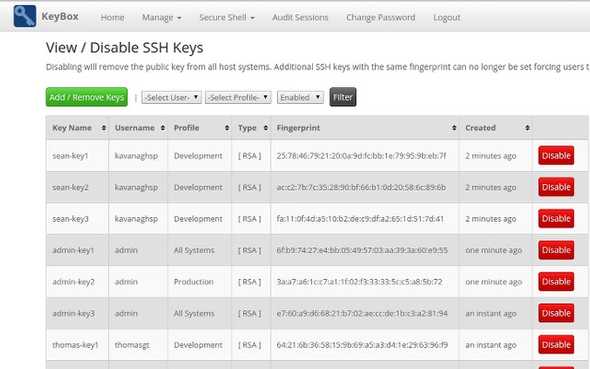 KeyBox Home Manage Secure Shell Audit Sessions Change Password Logout
View / Disable SSH Keys
Disabling will remove the public key from all host systems. Additional SSH keys with the same fingerprint can no longer be set forcing users t
Add / Remove Keys | -Select User- -Select Profile- Enabled Filter
Key Name Username Profile Type Fingerprint Created
sean-key1 kavanaghsp Development [ RSA ] 25:78:46:79:21:20:0a:9d:fc:bb:1e:79:95:9b:eb:7f 2 minutes ago Disable
sean-key2 kavanaghsp Development [ RSA ] ac:c2:7b:7c:35:28:90:bf:66:b1:0d:20:58:6c:89:6b 2 minutes ago Disable
sean-key3 kavanaghsp Development [ RSA ] fa:11:0f:4d:a5:10:b2:de:c9:df:a2:65:1d:51:7d:41 2 minutes ago Disable
admin-key1 admin All Systems [ RSA ] 6f:b9:74:27:e4:bb:05:49:57:03:aa:39:3a:60:e9:55 one minute ago Disable
admin-key2 admin Production [ RSA ] 3a:a7:a6:1c:c7:a1:1f:02:f3:33:33:5c:c5:a8:5b:72 one minute ago Disable
admin-key3 admin All Systems [ RSA ] e7:60:a9:d6:68:21:b7:02:ae:cc:de:1b:c3:a2:81:94 an instant ago Disable
thomas-key1 thomasgt Development [ RSA ] 64:21:6b:36:58:15:9b:69:a5:a3:d4:1e:29:63:96:f9 an instant ago Disable